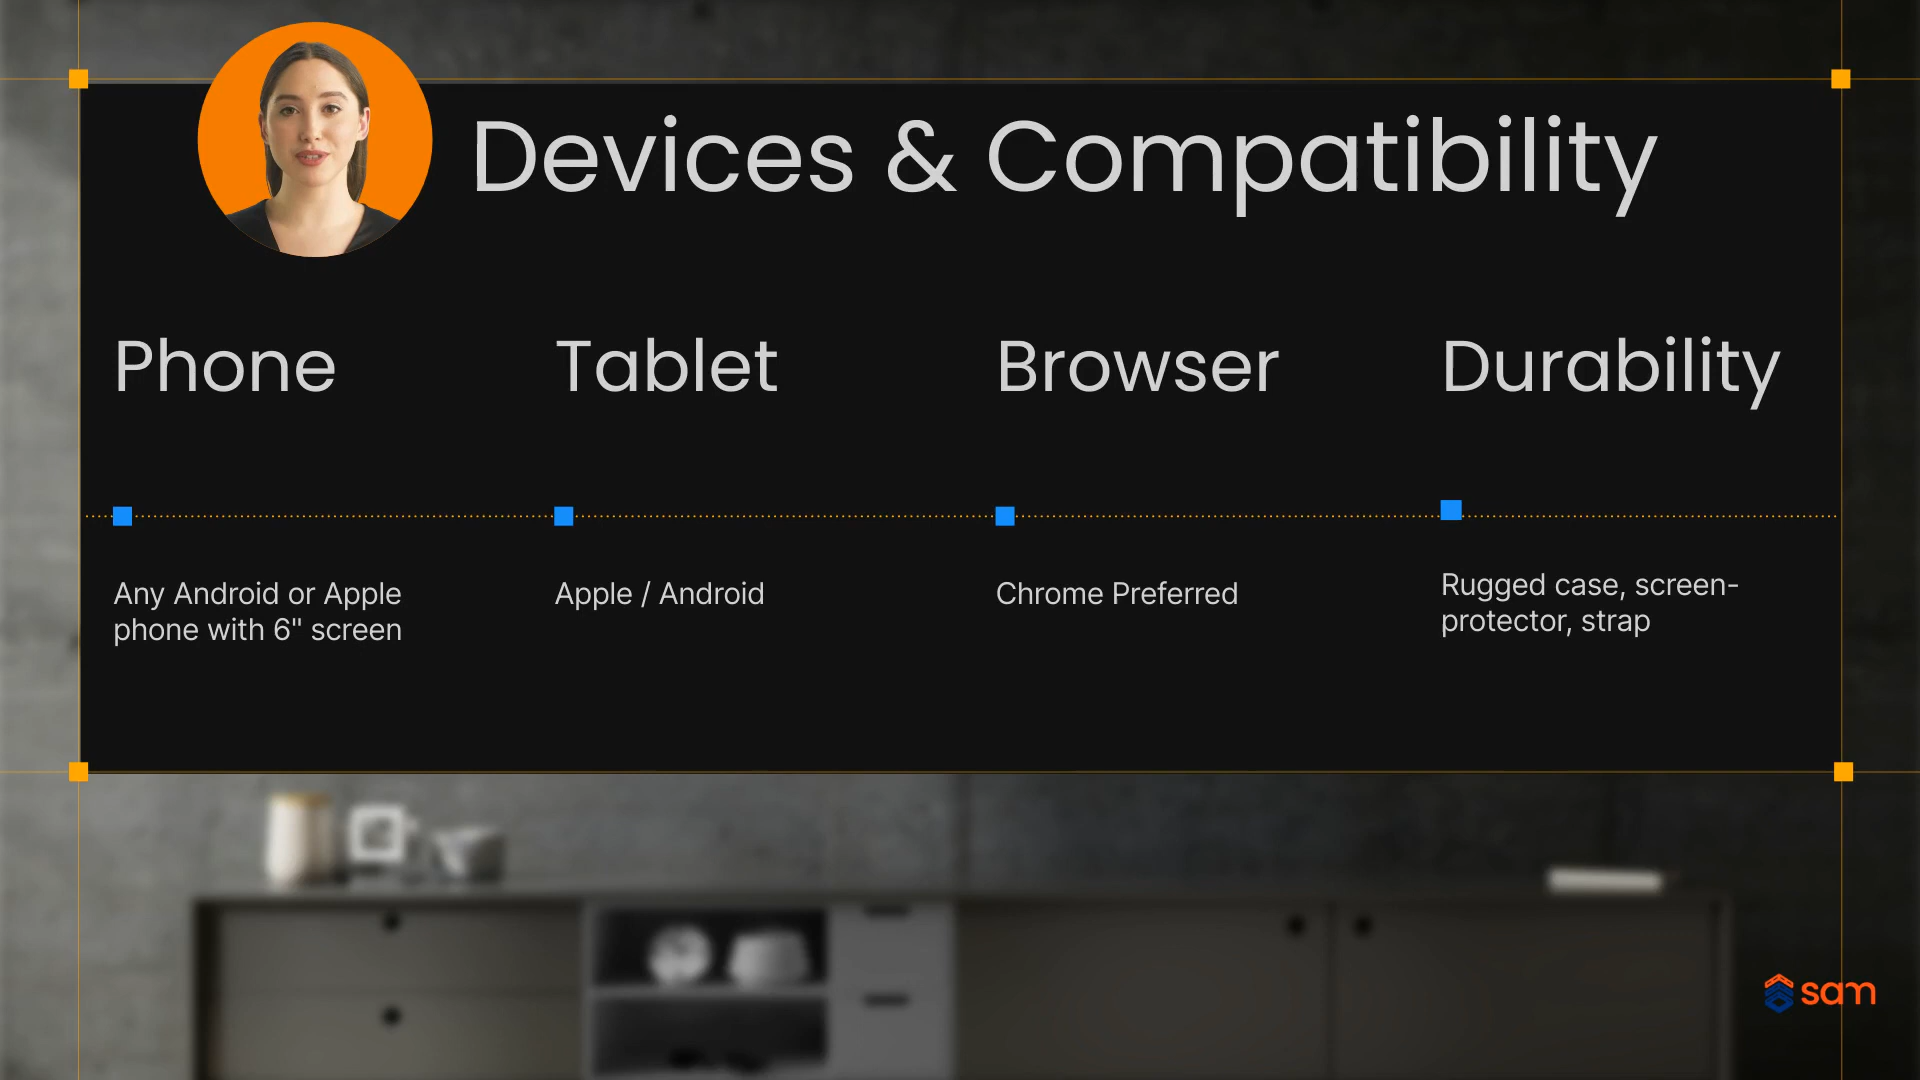 Devices & Compatibility
Phone
Tablet
Browser
Durability
Any Android or Apple
phone with 6" screen
Apple / Android
Chrome Preferred
Rugged case, screen-
protector, strap
sam